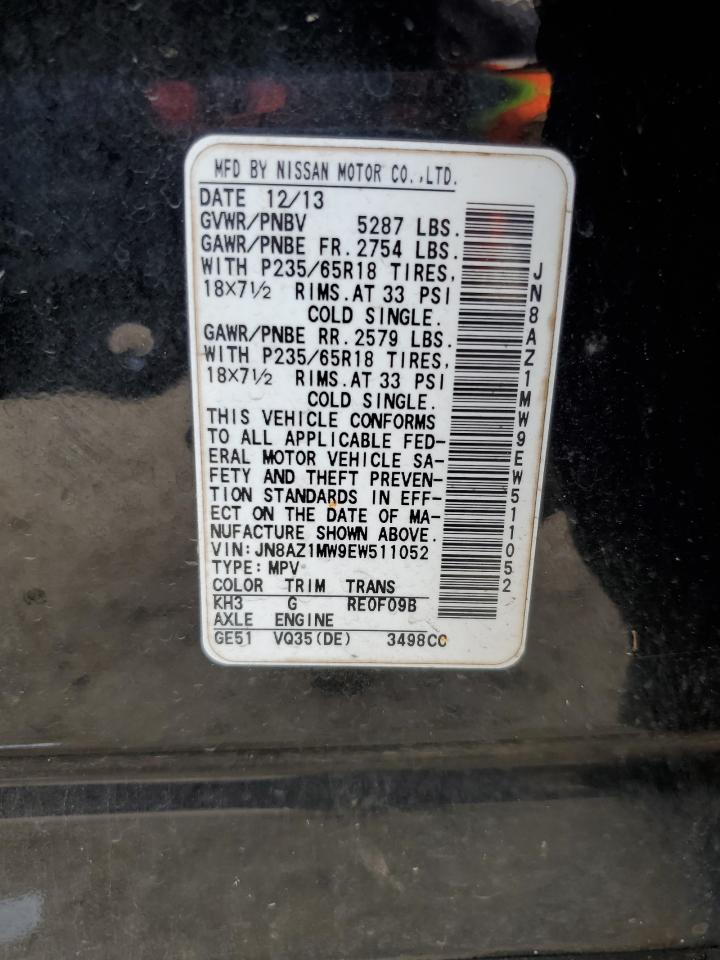 MFD BY NISSAN MOTOR CO.,LTD.
DATE 12/13
GVWR/PNBV 5287 LBS.
GAWR/PNBE FR. 2754 LBS.
WITH P235/65R18 TIRES,
18×7½ RIMS.AT 33 PSI
COLD SINGLE.
GAWR/PNBE RR. 2579 LBS.
WITH P235/65R18 TIRES,
18×7½ RIMS.AT 33 PSI
COLD SINGLE.
THIS VEHICLE CONFORMS
TO ALL APPLICABLE FED-
ERAL MOTOR VEHICLE SA-
FETY AND THEFT PREVEN-
TION STANDARDS IN EFF-
ECT ON THE DATE OF MA-
NUFACTURE SHOWN ABOVE.
VIN:JN8AZ1MW9EW511052
TYPE:MPV
COLOR TRIM TRANS
KH3 G RE0F09B
AXLE ENGINE
GE51 VQ35(DE) 3498CC
JN8AZ1MW9EW511052